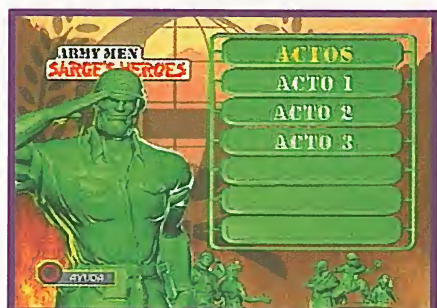 ARMY MEN
SARGE'S HEROES
ACTOS
ACTO 1
ACTO 2
ACTO 3
AYUDA